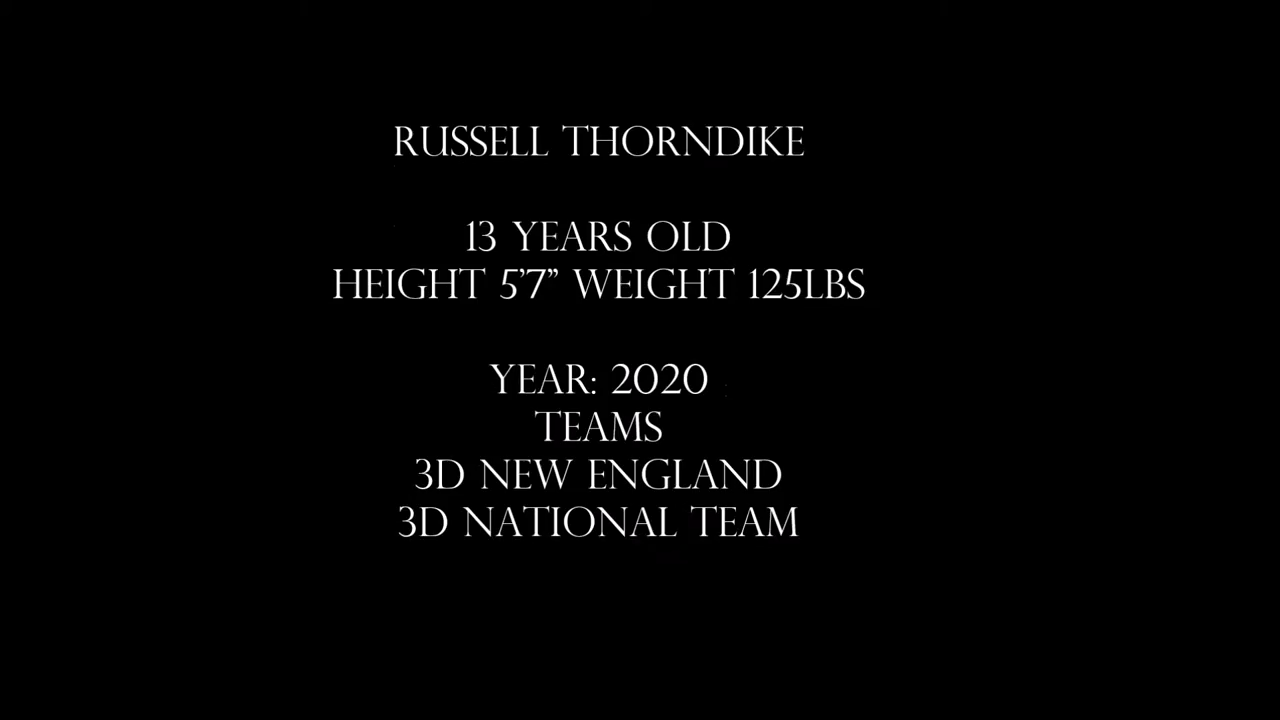 RUSSELL THORNDIKE
13 YEARS OLD
HEIGHT 5'7” WEIGHT 125LBS
YEAR: 2020
TEAMS
3D NEW ENGLAND
3D NATIONAL TEAM